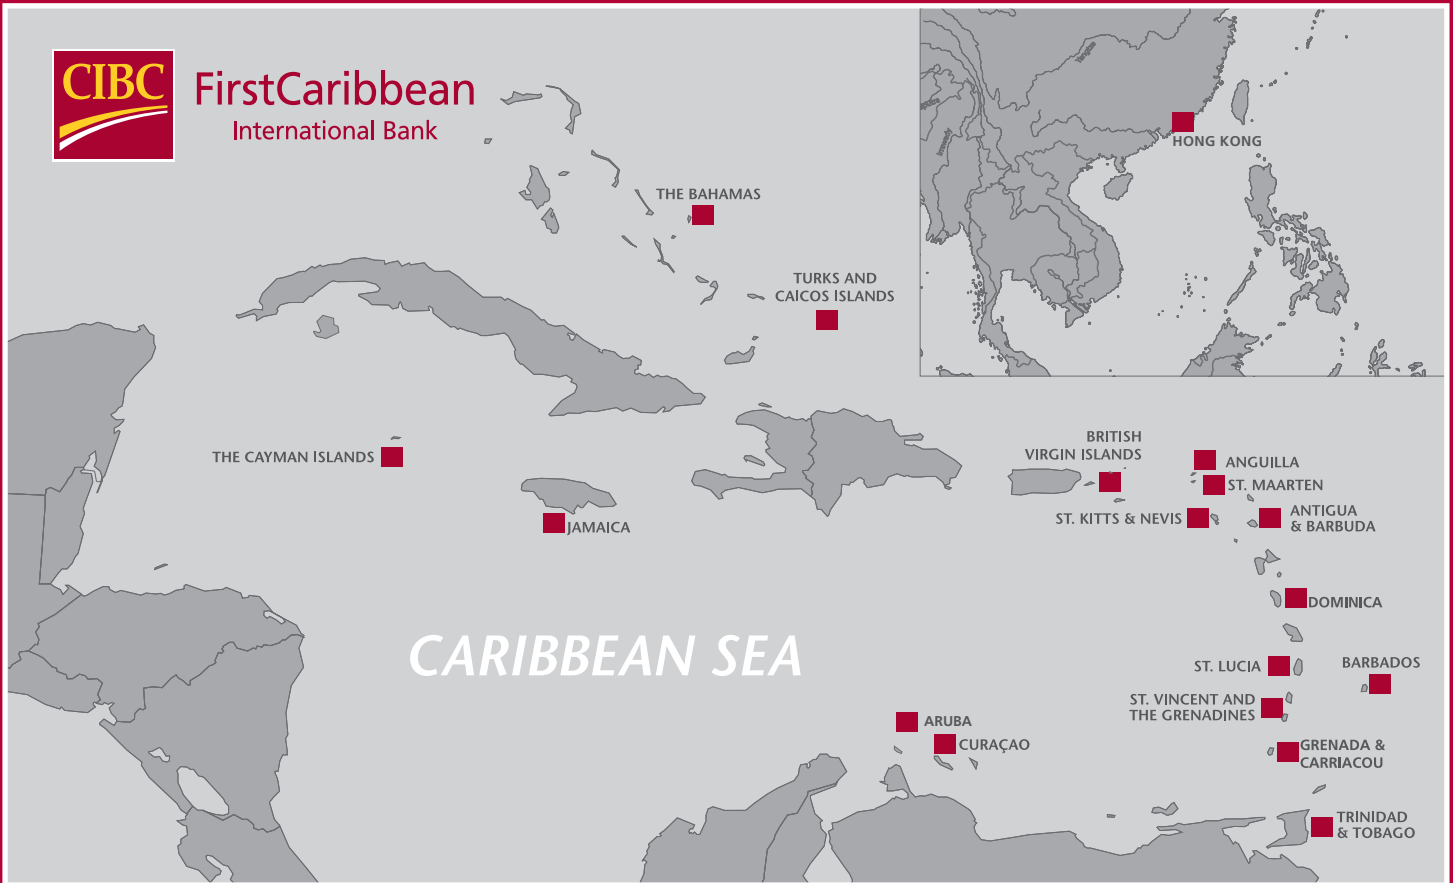 CIBC
FirstCaribbean
International Bank
HONG KONG
THE BAHAMAS
TURKS AND
CAICOS ISLANDS
THE CAYMAN ISLANDS
JAMAICA
BRITISH
VIRGIN ISLANDS
ANGUILLA
ST. MAARTEN
ST. KITTS & NEVIS
ANTIGUA
& BARBUDA
DOMINICA
CARIBBEAN SEA
ST. LUCIA
BARBADOS
ST. VINCENT AND
THE GRENADINES
ARUBA
CURAÇAO
GRENADA &
CARRIACOU
TRINIDAD
& TOBAGO